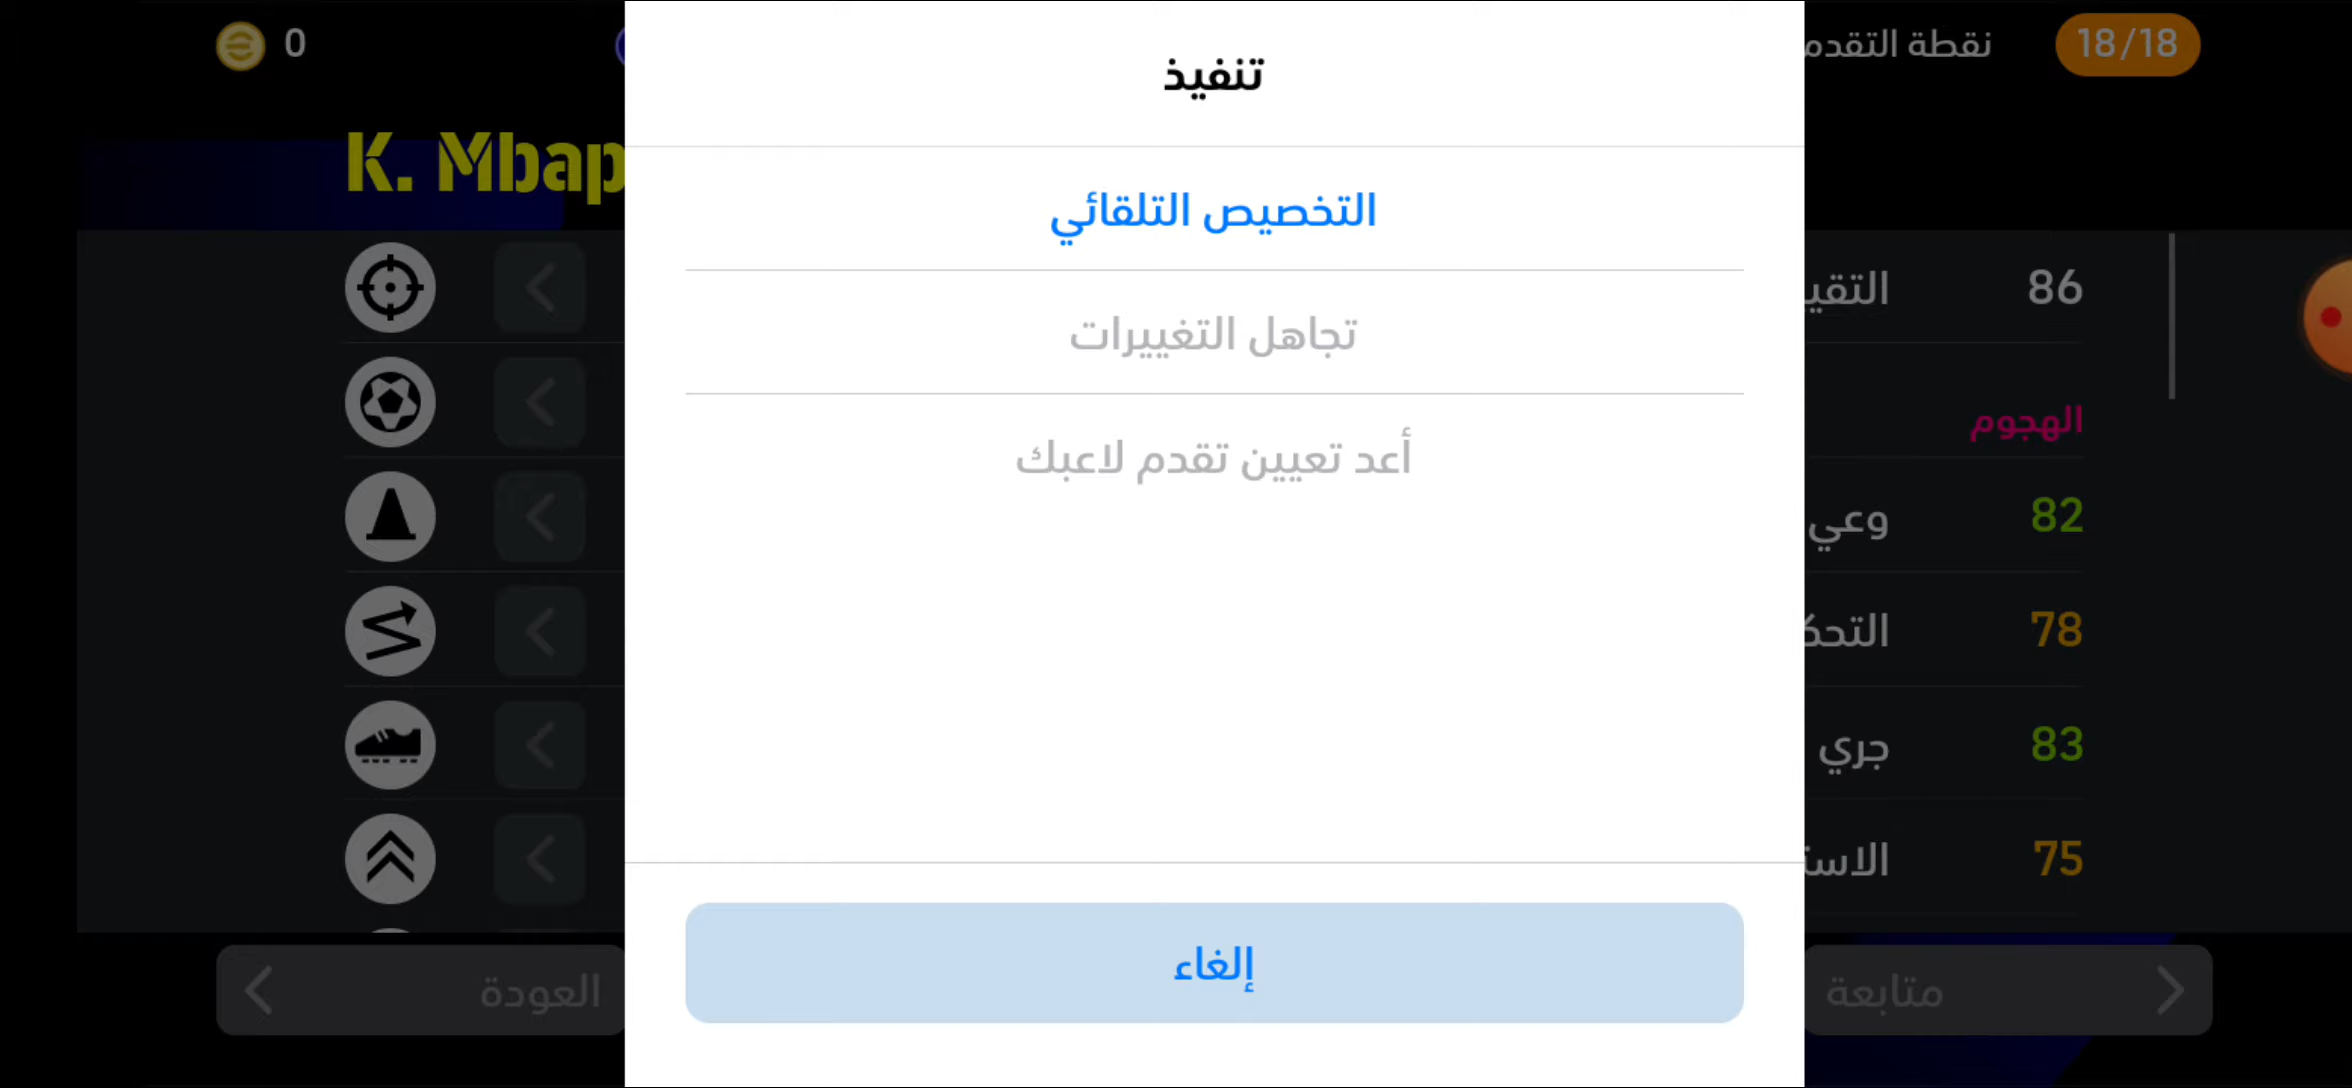 0
نقطة التقدم
18/18
K. Mbap
تنفيذ
التخصيص التلقائي
تجاهل التغييرات
أعد تعيين تقدم لاعبك
إلغاء
86
الهجوم
وعي 82
78
جري 83
75
العودة
متابعة